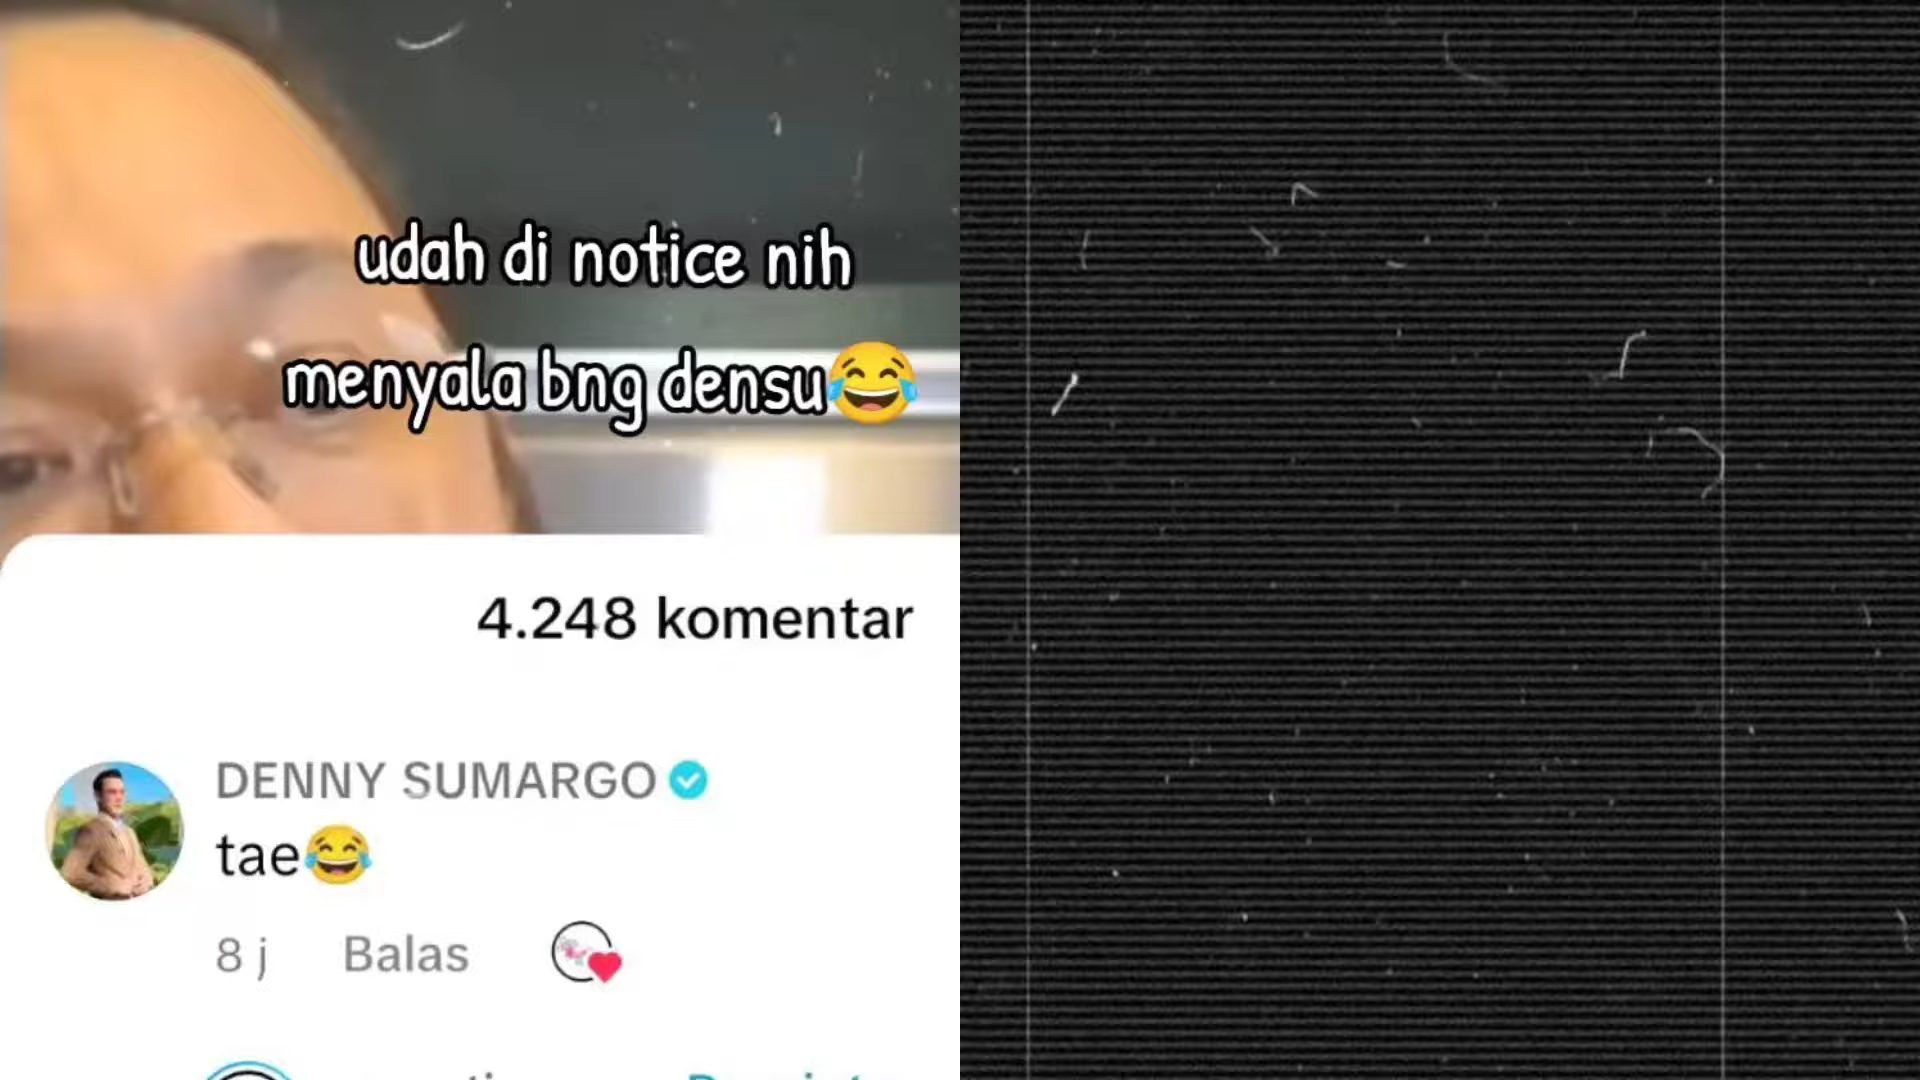 udah di notice nih
menyala bng densu😂
4.248 komentar
DENNY SUMARGO
tae😂
8 j Balas